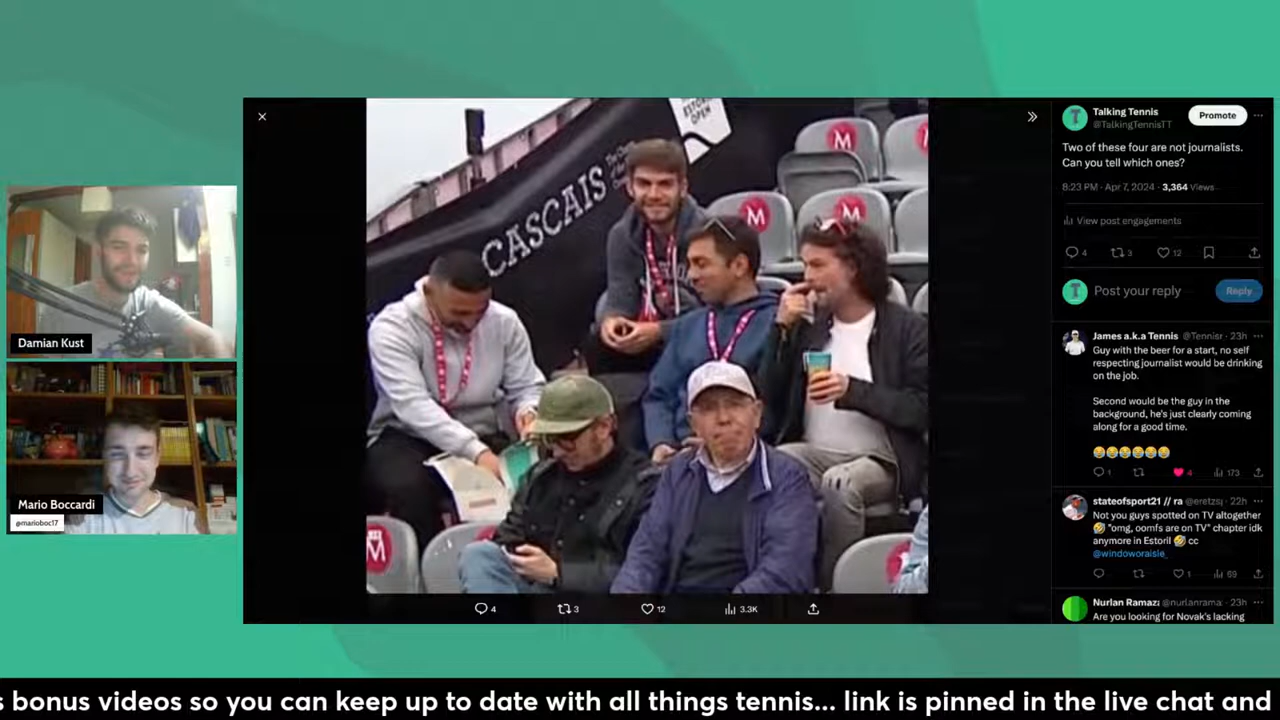 Damian Kust
Mario Boccardi
@marioboc17
ESTORIL
OPEN
CASCAIS
M
M
M
M
M
Talking Tennis
@TalkingTennisTT
Promote
Two of these four are not journalists.
Can you tell which ones?
8:23 PM · Apr 7, 2024 · 3,364 Views
View post engagements
4
3
12
Post your reply
Reply
James a.k.a Tennis @Tennisr · 23h
Guy with the beer for a start, no self
respecting journalist would be drinking
on the job.
Second would be the guy in the
background, he's just clearly coming
along for a good time.
😂😂😂😂😂😂
1
4
173
stateofsport21 // ra @eretzsj · 22h
Not you guys spotted on TV altogether
🤣 "omg, oomfs are on TV" chapter idk
anymore in Estoril 🤣 cc
@windoworaisle_
1
69
Nurlan Ramaza @nurlanrama: · 23h
Are you looking for Novak's lacking
4
3
12
3.3K
s bonus videos so you can keep up to date with all things tennis... link is pinned in the live chat and